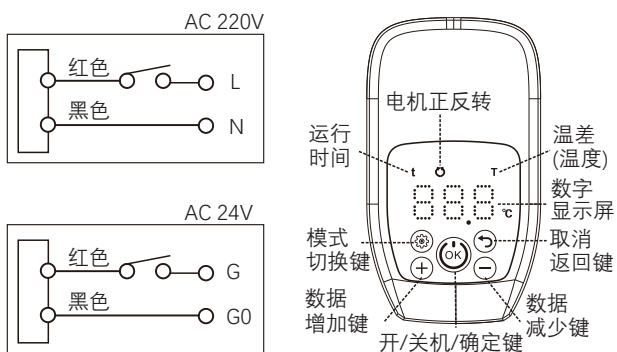 AC 220V
红色
L
黑色
N
AC 24V
红色
G
黑色
G0
电机正反转
运行
时间
温差
(温度)
t
T
数字
显示屏
8.8.8
℃
模式
切换键
取消
返回键
OK
数据
增加键
数据
减少键
开/关机/确定键